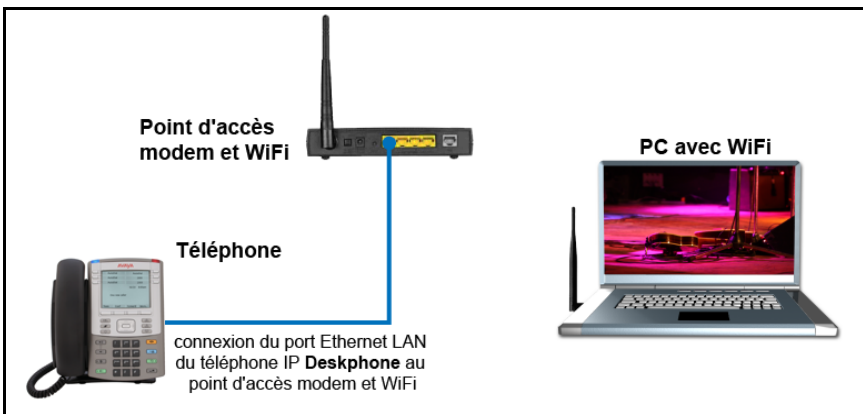 Point d'accès
modem et WiFi
PC avec WiFi
Téléphone
AVAYA
connexion du port Ethernet LAN
du téléphone IP Deskphone au
point d'accès modem et WiFi